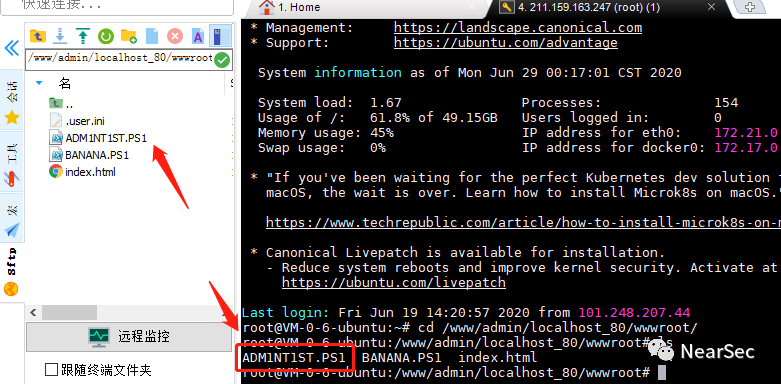 快速连接...
/www/admin/localhost_80/wwwroot
名
..
.user.ini
ADM1NT1ST.PS1
BANANA.PS1
index.html
会话
工具
宏
Sftp
远程监控
跟随终端文件夹
1. Home
4. 211.159.163.247 (root) (1)
* Management: https://landscape.canonical.com
* Support: https://ubuntu.com/advantage
System information as of Mon Jun 29 00:17:01 CST 2020
System load: 1.67 Processes: 154
Usage of /: 61.8% of 49.15GB Users logged in: 0
Memory usage: 45% IP address for eth0: 172.21.0
Swap usage: 0% IP address for docker0: 172.17.0
* "If you've been waiting for the perfect Kubernetes dev solution
macOS, the wait is over. Learn how to install Microk8s on macOS."
https://www.techrepublic.com/article/how-to-install-microk8s-on-m
* Canonical Livepatch is available for installation.
- Reduce system reboots and improve kernel security. Activate at
https://ubuntu.com/livepatch
Last login: Fri Jun 19 14:20:57 2020 from 101.248.207.44
root@VM-0-6-ubuntu:~# cd /www/admin/localhost_80/wwwroot/
root@VM-0-6-ubuntu:/www/admin/localhost_80/wwwroot# ls
ADM1NT1ST.PS1 BANANA.PS1 index.html
root@VM-0-6-ubuntu:/www/admin/localhost_80/wwwroot#
NearSec